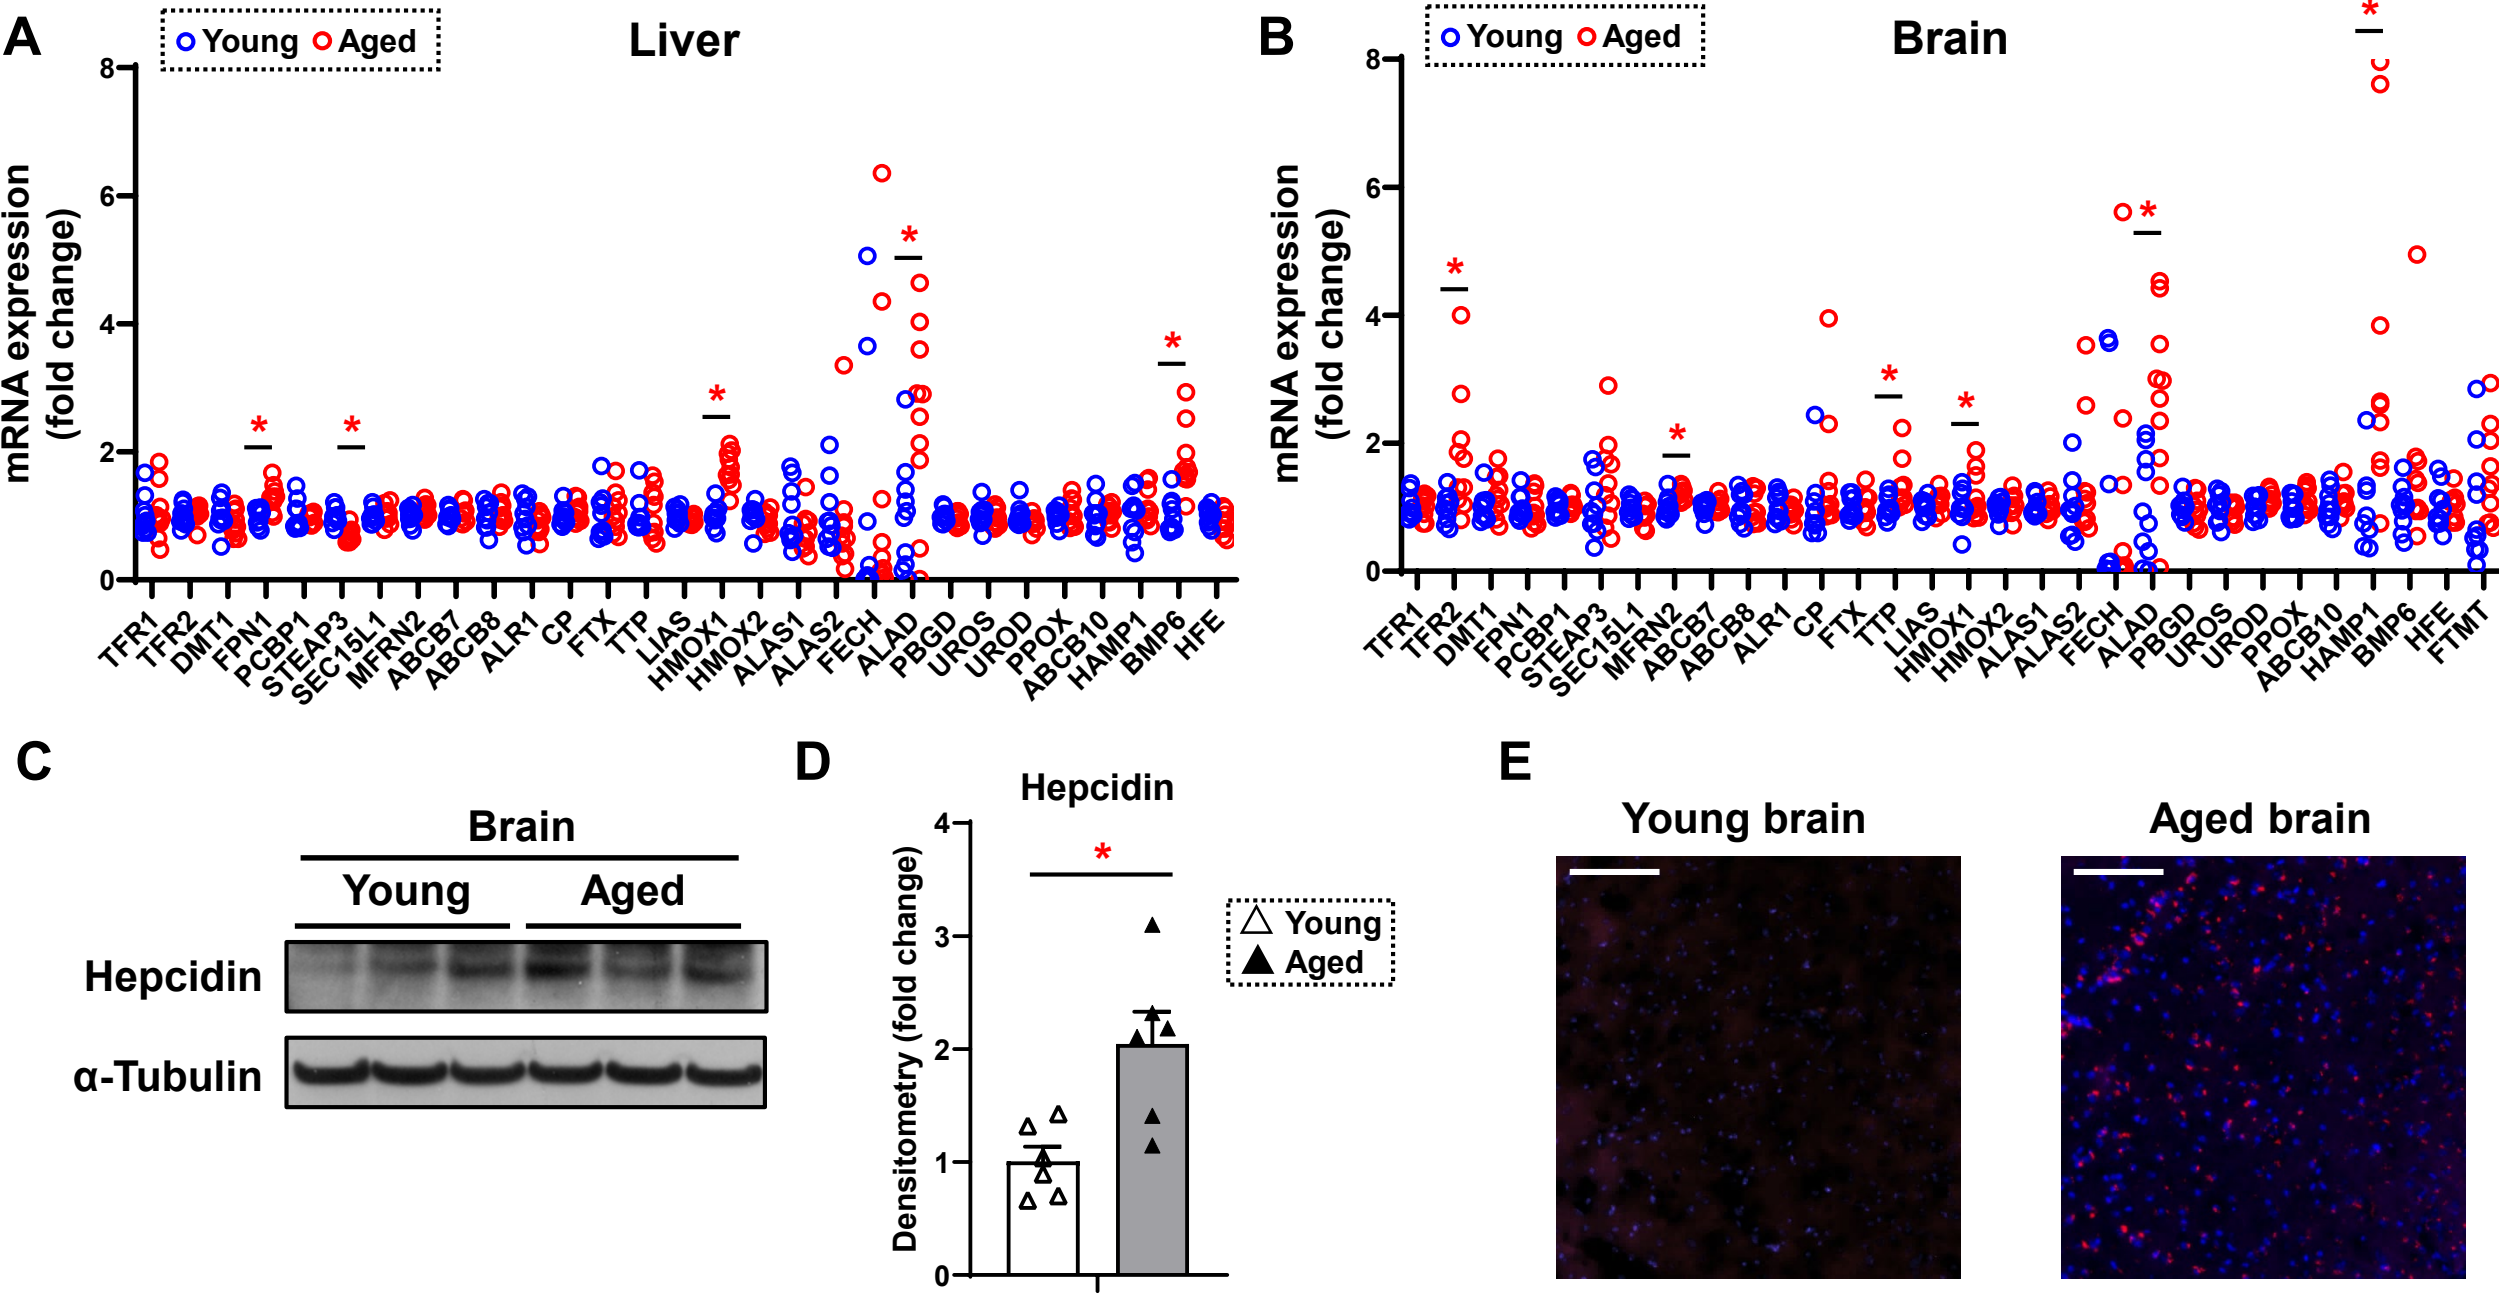 A
Young Aged
Liver
mRNA expression
(fold change)
8
6
4
2
0
* * * * *
TFR1 TFR2 DMT1 FPN1 PCBP1 STEAP3 SEC15L1 MFRN2 ABCB7 ABCB8 ALR1 CP FTX TTP LIAS HMOX1 HMOX2 ALAS1 ALAS2 FECH ALAD PBGD UROS UROD PPOX ABCB10 HAMP1 BMP6 HFE
B
Young Aged
Brain
mRNA expression
(fold change)
8
6
4
2
0
* * * * * *
TFR1 TFR2 DMT1 FPN1 PCBP1 STEAP3 SEC15L1 MFRN2 ABCB7 ABCB8 ALR1 CP FTX TTP LIAS HMOX1 HMOX2 ALAS1 ALAS2 FECH ALAD PBGD UROS UROD PPOX ABCB10 HAMP1 BMP6 HFE FTMT
C
Brain
Young Aged
Hepcidin
α-Tubulin
D
Hepcidin
Densitometry (fold change)
4
3
2
1
0
*
Young
Aged
E
Young brain Aged brain